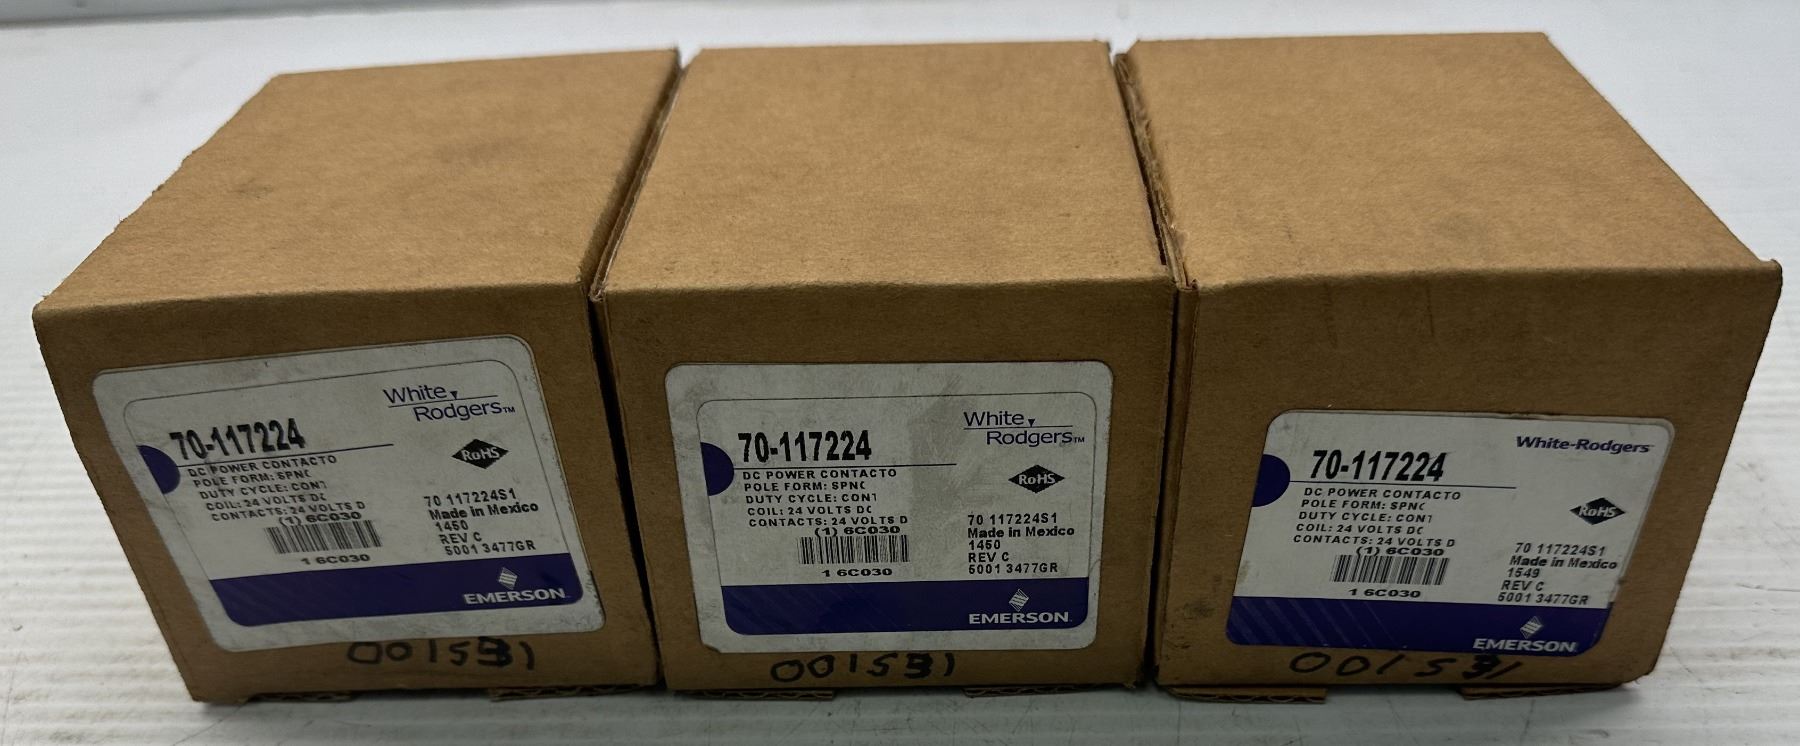 White
Rodgers™
70-117224
RoHS
DC POWER CONTACTO
POLE FORM: SPNC
DUTY CYCLE: CONT
COIL: 24 VOLTS DC
CONTACTS: 24 VOLTS D
(1) 6C030
1 6C030
70 117224S1
Made in Mexico
1450
REV C
5001 3477GR
EMERSON
001531
White
Rodgers™
70-117224
RoHS
DC POWER CONTACTO
POLE FORM: SPNC
DUTY CYCLE: CONT
COIL: 24 VOLTS DC
CONTACTS: 24 VOLTS D
(1) 6C030
1 6C030
70 117224S1
Made in Mexico
1450
REV C
5001 3477GR
EMERSON
001531
White-Rodgers
70-117224
RoHS
DC POWER CONTACTO
POLE FORM: SPNC
DUTY CYCLE: CONT
COIL: 24 VOLTS DC
CONTACTS: 24 VOLTS D
(1) 6C030
1 6C030
70 117224S1
Made in Mexico
1549
REV C
5001 3477GR
EMERSON
001531